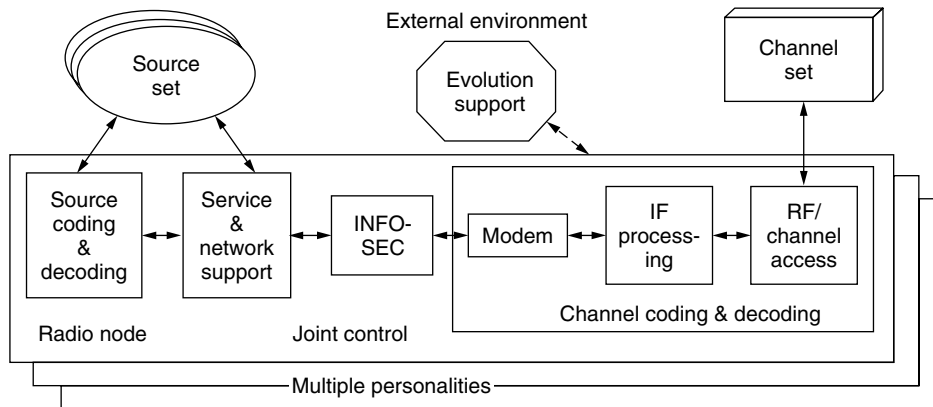 External environment
Source
set
Evolution
support
Channel
set
Source
coding
&
decoding
Service
&
network
support
INFO-
SEC
Modem
IF
process-
ing
RF/
channel
access
Channel coding & decoding
Radio node
Joint control
Multiple personalities